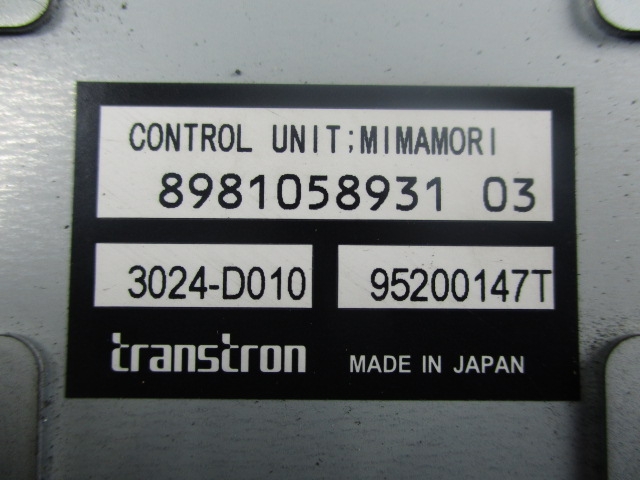 CONTROL UNIT;MIMAMORI
8981058931 03
3024-D010 95200147T
transtron MADE IN JAPAN